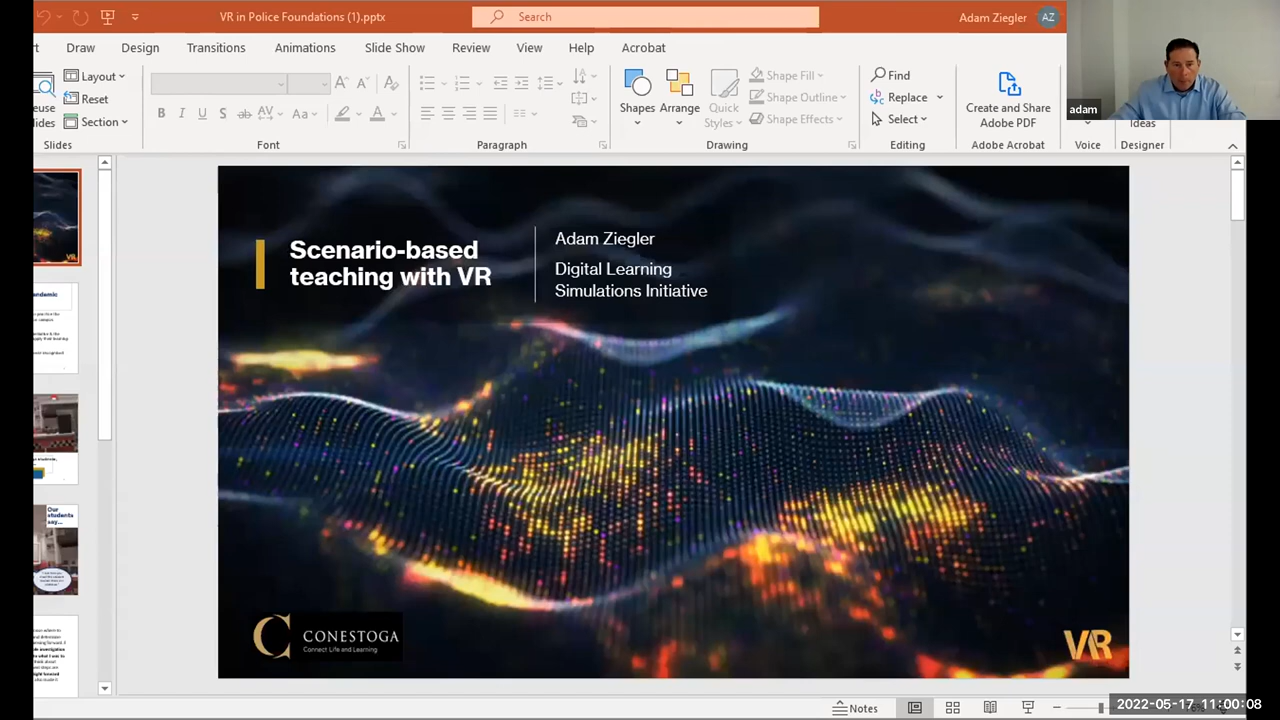 VR in Police Foundations (1).pptx
Search
Adam Ziegler
AZ
Draw
Design
Transitions
Animations
Slide Show
Review
View
Help
Acrobat
Layout
Reset
Section
Slides
Font
Paragraph
Shapes
Arrange
Quick
Styles
Shape Fill
Shape Outline
Shape Effects
Drawing
Find
Replace
Select
Editing
Create and Share
Adobe PDF
Adobe Acrobat
Voice
Ideas
Designer
adam
Our
students
say...
Scenario-based
teaching with VR
Adam Ziegler
Digital Learning
Simulations Initiative
CONESTOGA
Connect Life and Learning
VR
Notes
2022-05-17 11:00:08